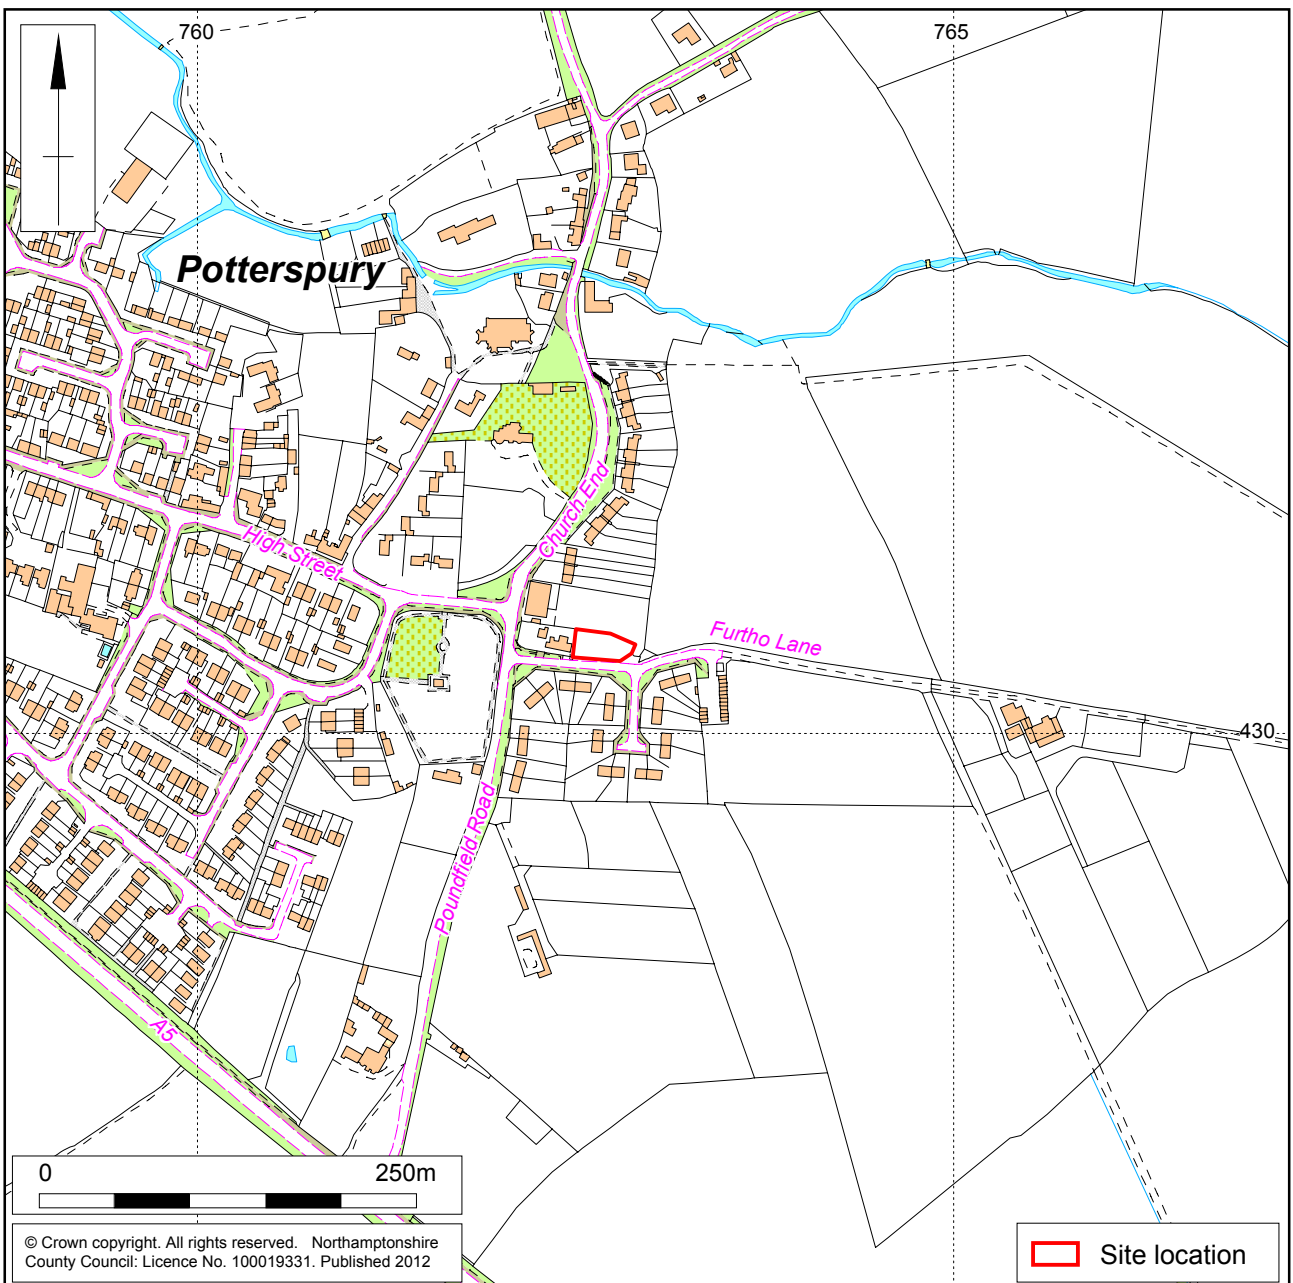 760
765
Potterspury
Church End
High Street
Furtho Lane
430
Poundfield Road
A5
0 250m
© Crown copyright. All rights reserved. Northamptonshire
County Council: Licence No. 100019331. Published 2012
Site location